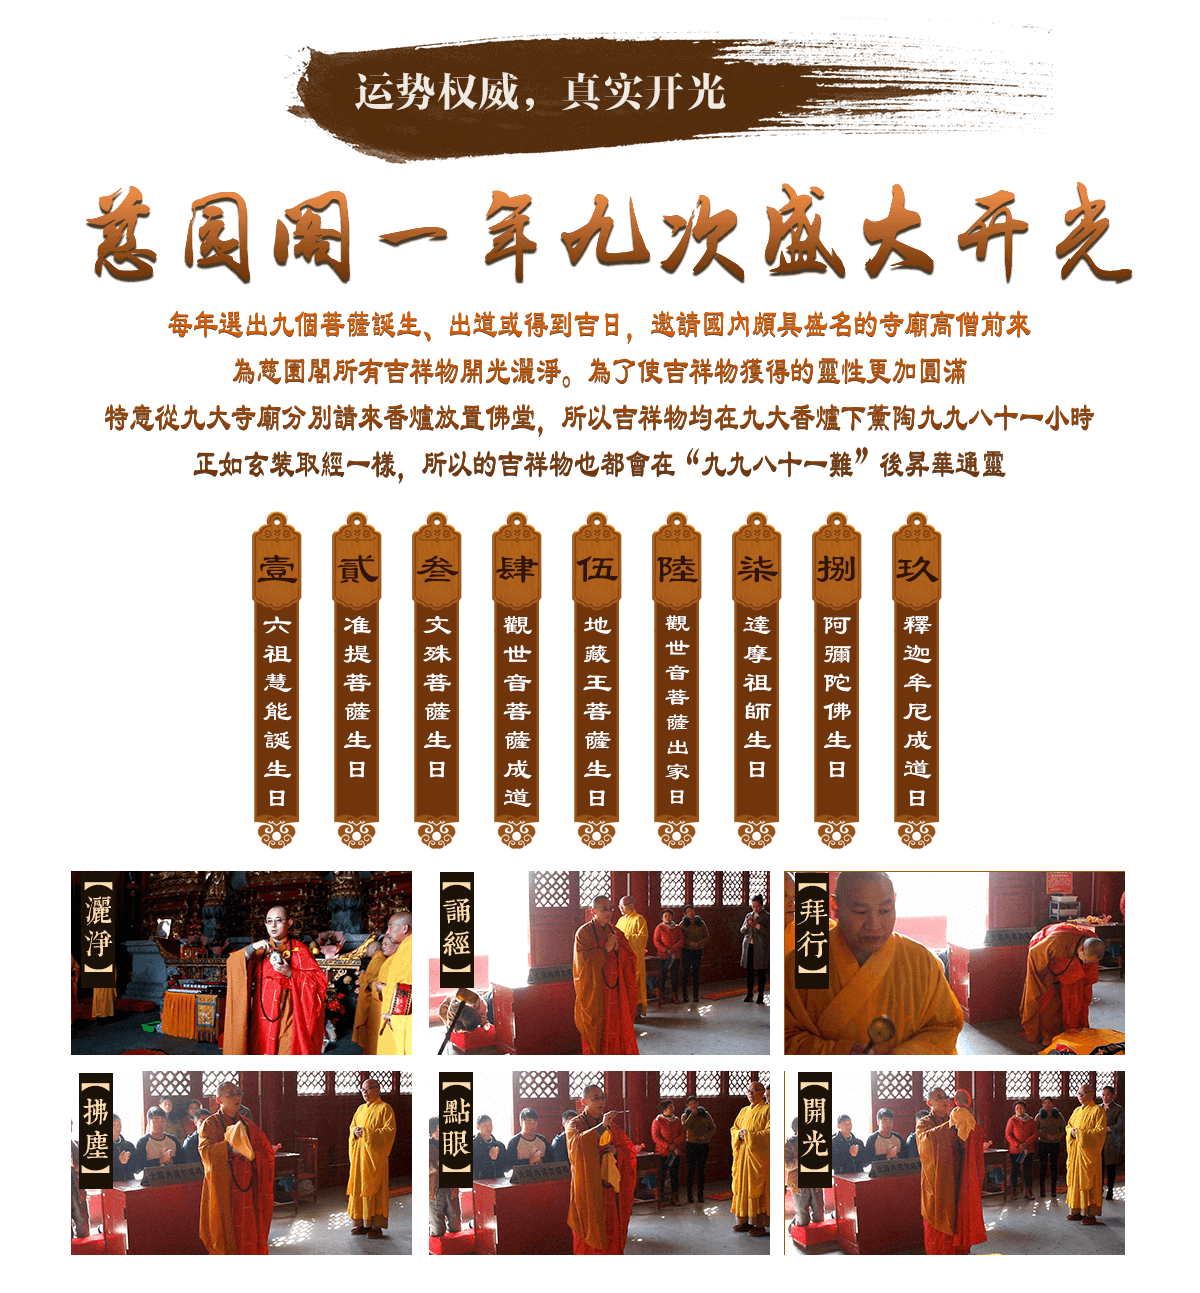 运势权威，真实开光
慈园阁一年九次盛大开光
每年選出九個菩薩誕生、出道或得到吉日，邀請國內頗具盛名的寺廟高僧前來
為慈園閣所有吉祥物開光灑淨。為了使吉祥物獲得的靈性更加圓滿
特意從九大寺廟分別請來香爐放置佛堂，所以吉祥物均在九大香爐下薰陶九九八十一小時
正如玄裝取經一樣，所以的吉祥物也都會在“九九八十一難”後昇華通靈
壹
六祖慧能誕生日
貳
准提菩薩生日
叁
文殊菩薩生日
肆
觀世音菩薩成道
伍
地藏王菩薩生日
陸
觀世音菩薩出家日
柒
達摩祖師生日
捌
阿彌陀佛生日
玖
釋迦牟尼成道日
【灑淨】
【誦經】
【拜行】
【拂塵】
【點眼】
【開光】